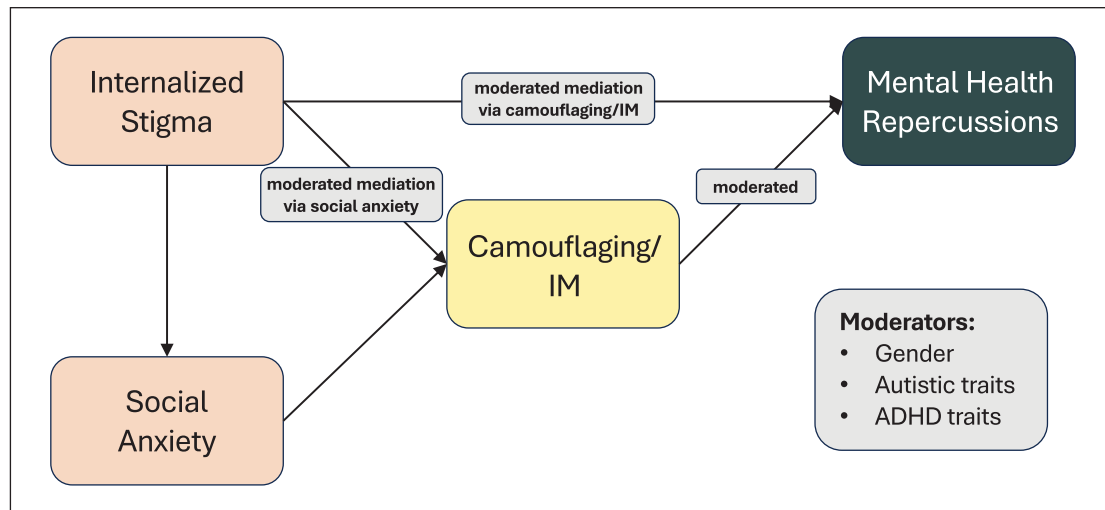 Internalized
Stigma
moderated mediation
via camouflaging/IM
Mental Health
Repercussions
moderated mediation
via social anxiety
moderated
Camouflaging/
IM
Social
Anxiety
Moderators:
• Gender
• Autistic traits
• ADHD traits